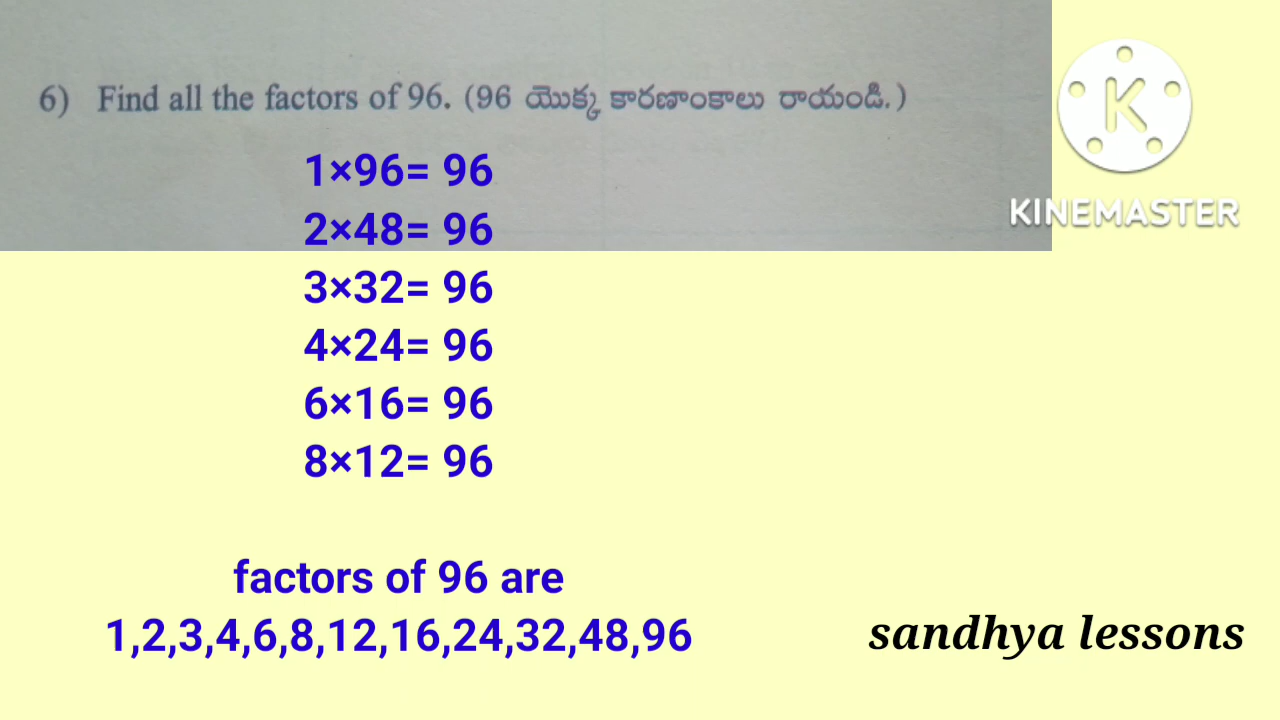 6) Find all the factors of 96. (96 యొక్క కారణాంకాలు రాయండి.)
1×96= 96
2×48= 96
3×32= 96
4×24= 96
6×16= 96
8×12= 96
factors of 96 are
1,2,3,4,6,8,12,16,24,32,48,96
K
KINEMASTER
sandhya lessons